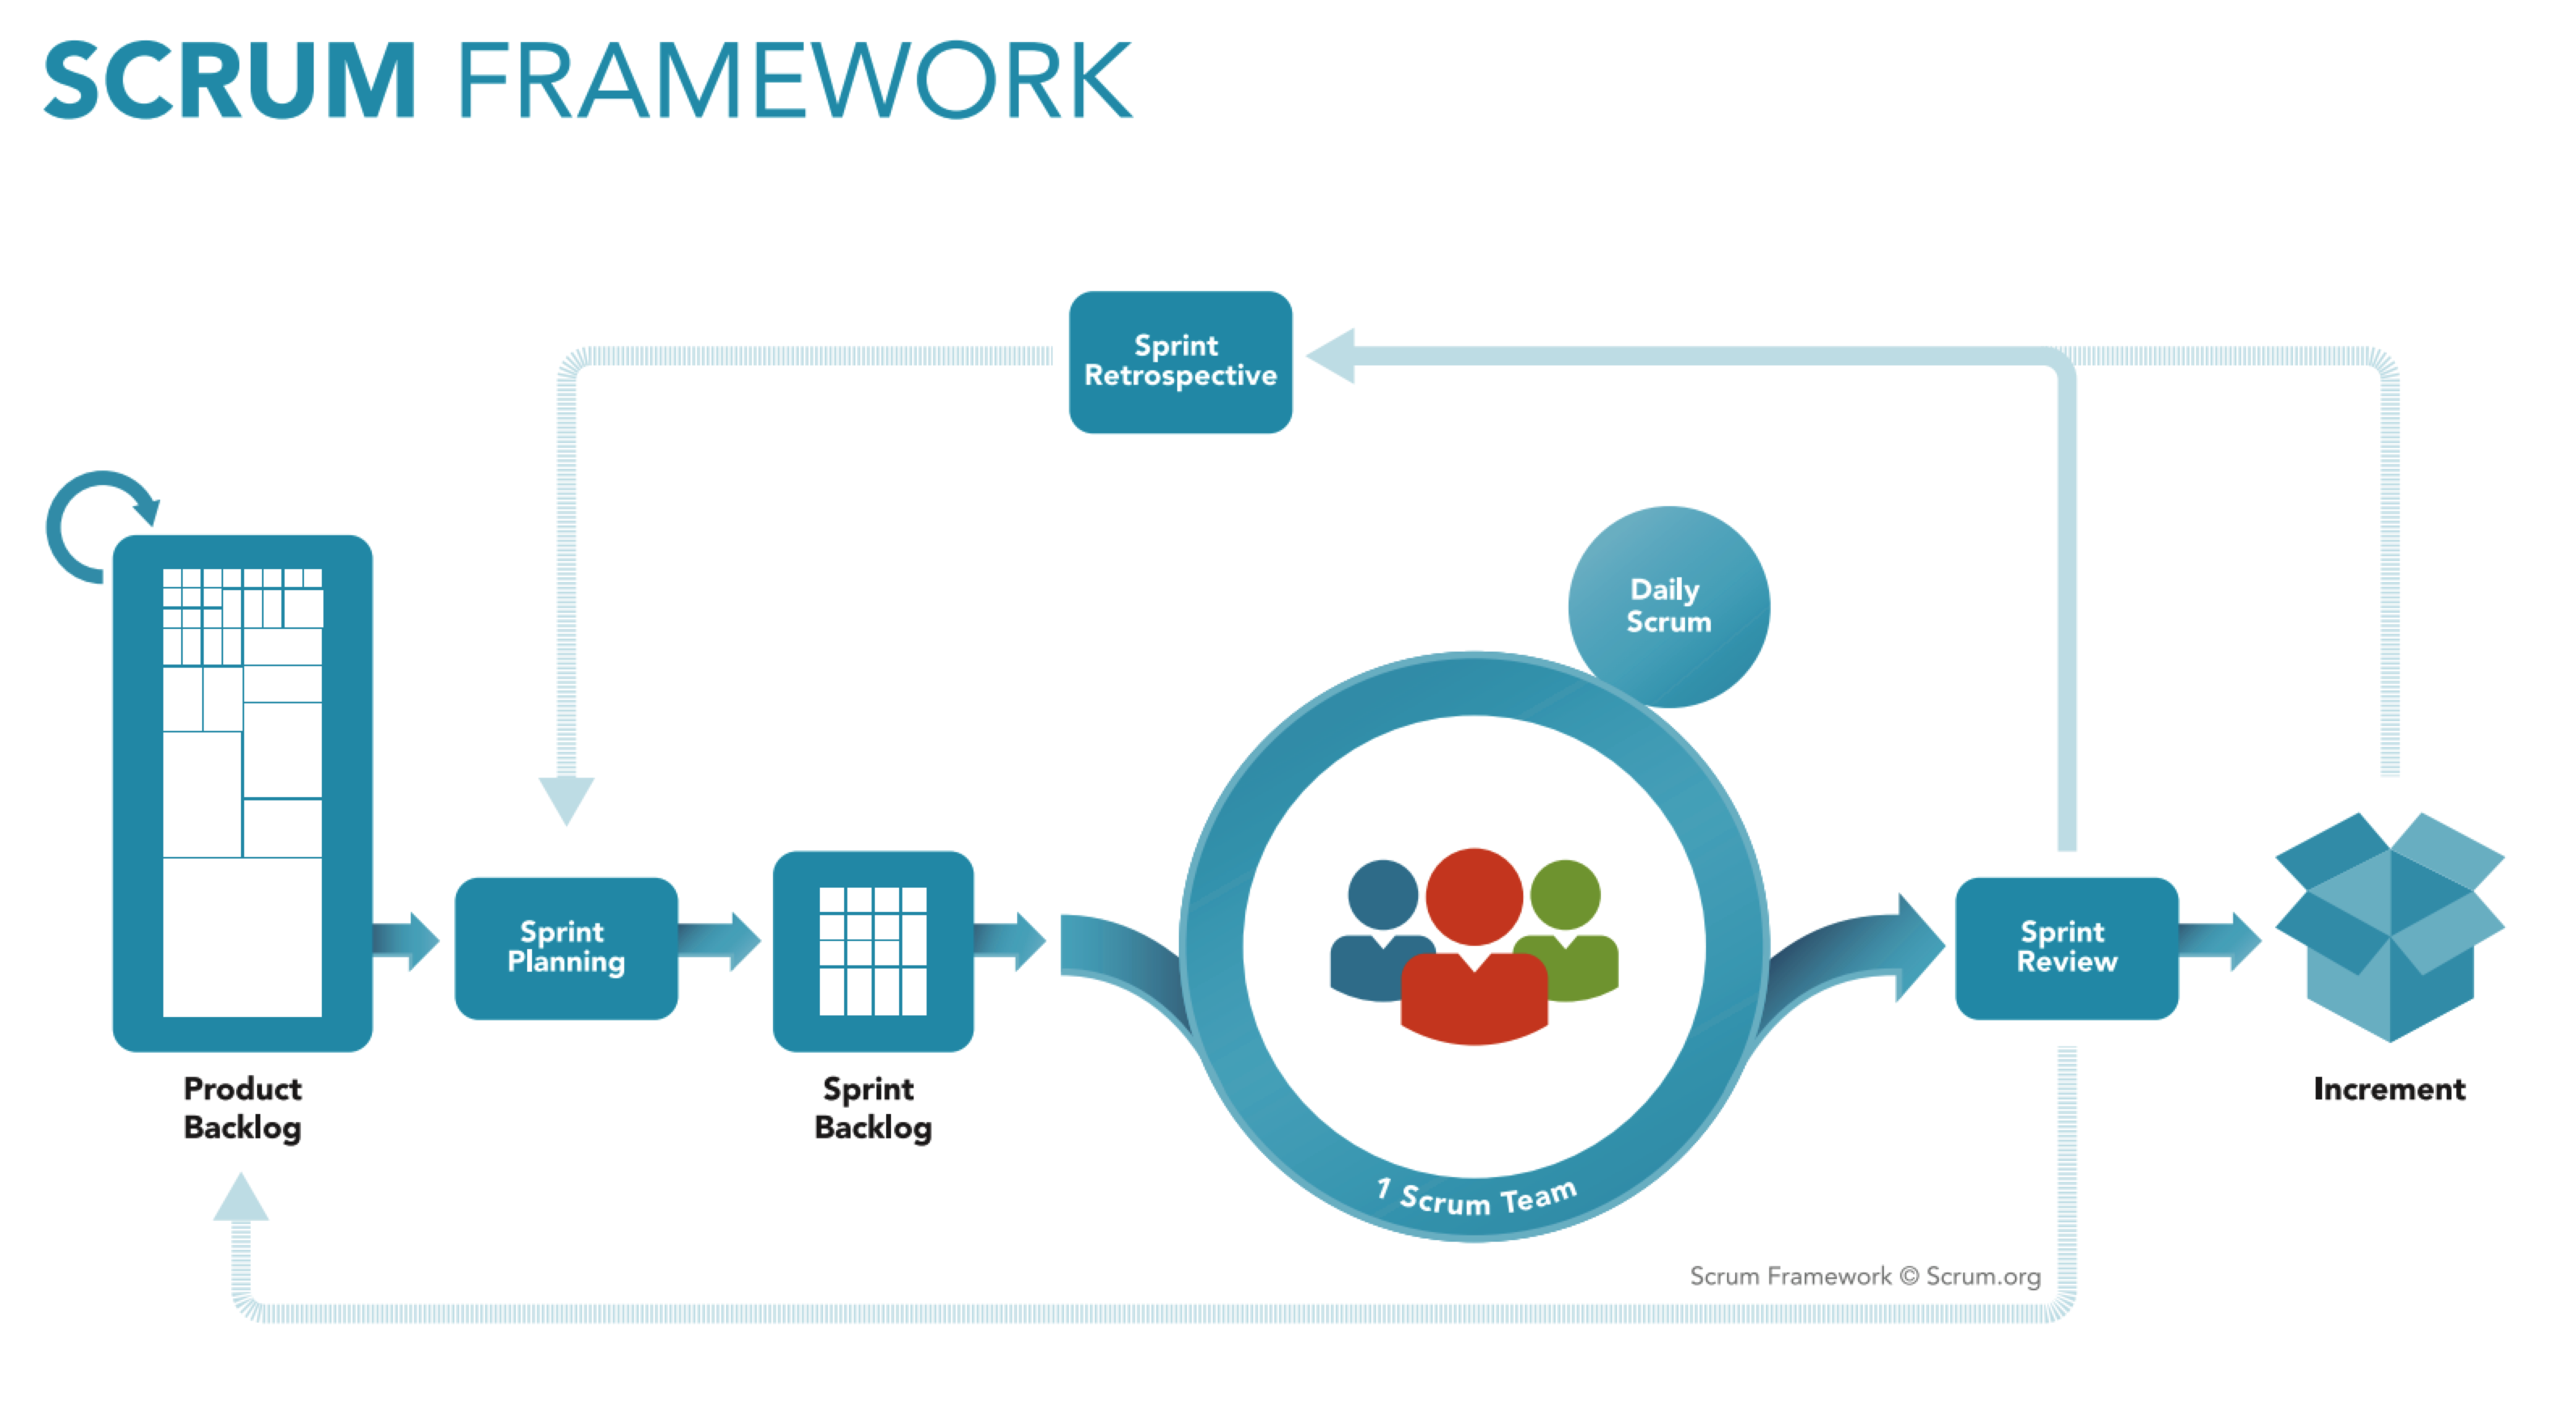 SCRUM FRAMEWORK
Sprint
Retrospective
Daily
Scrum
Sprint
Planning
Sprint
Review
Product
Backlog
Sprint
Backlog
Increment
1 Scrum Team
Scrum Framework © Scrum.org